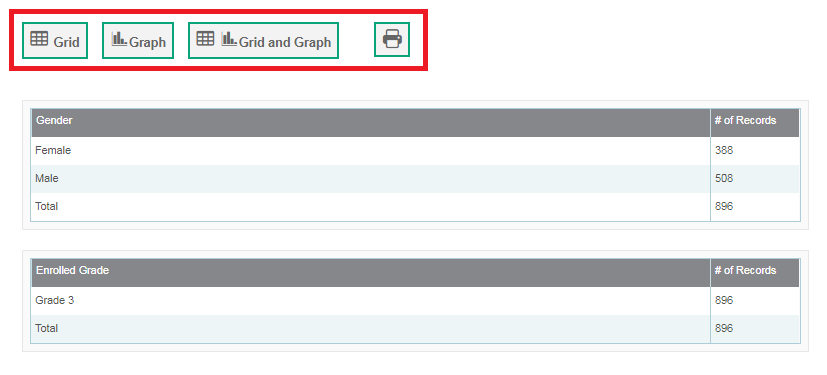 Grid Graph Grid and Graph
Gender # of Records
Female 388
Male 508
Total 896
Enrolled Grade # of Records
Grade 3 896
Total 896